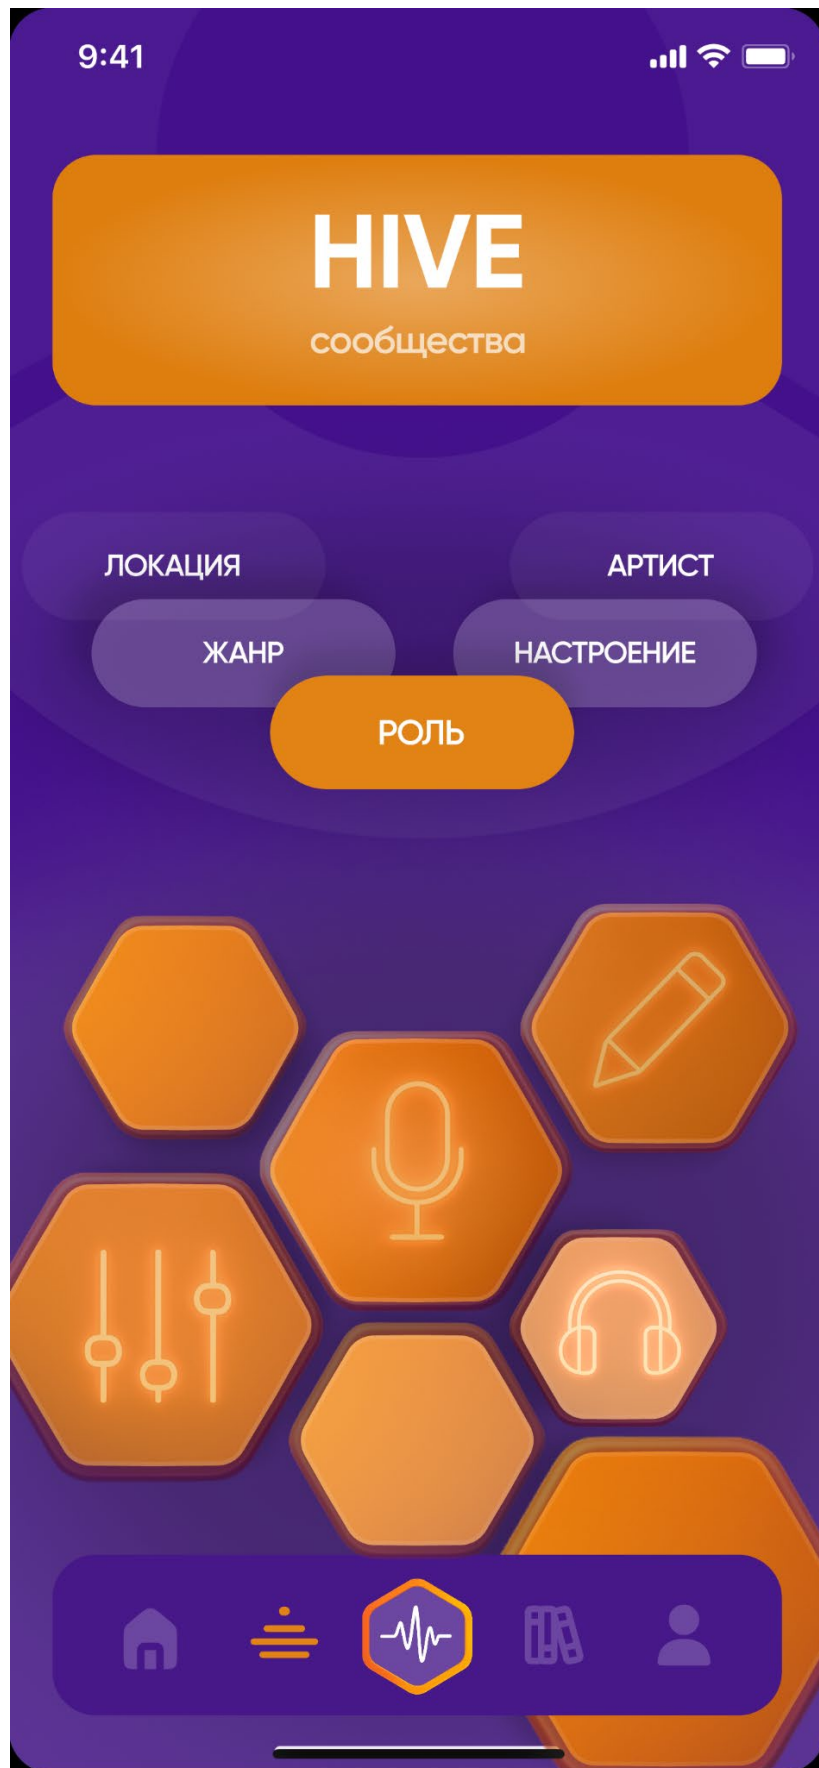 9:41
HIVE
сообщества
ЛОКАЦИЯ
АРТИСТ
ЖАНР
НАСТРОЕНИЕ
РОЛЬ